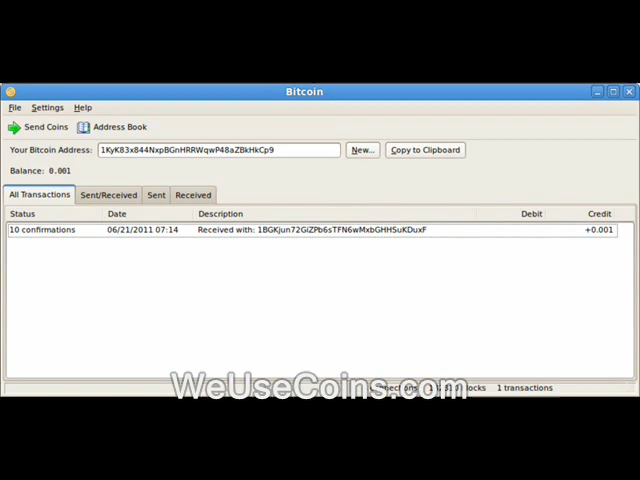 Bitcoin
File Settings Help
Send Coins Address Book
Your Bitcoin Address: 1KyK83x844NxpBGnHRRWqwP48aZBkHkCp9 New... Copy to Clipboard
Balance: 0.001
All Transactions Sent/Received Sent Received
Status Date Description Debit Credit
10 confirmations 06/21/2011 07:14 Received with: 1BGKjun72GiZPb6sTFN6wMxbGHHSuKDuxF +0.001
WeUseCoins.com
1 transactions